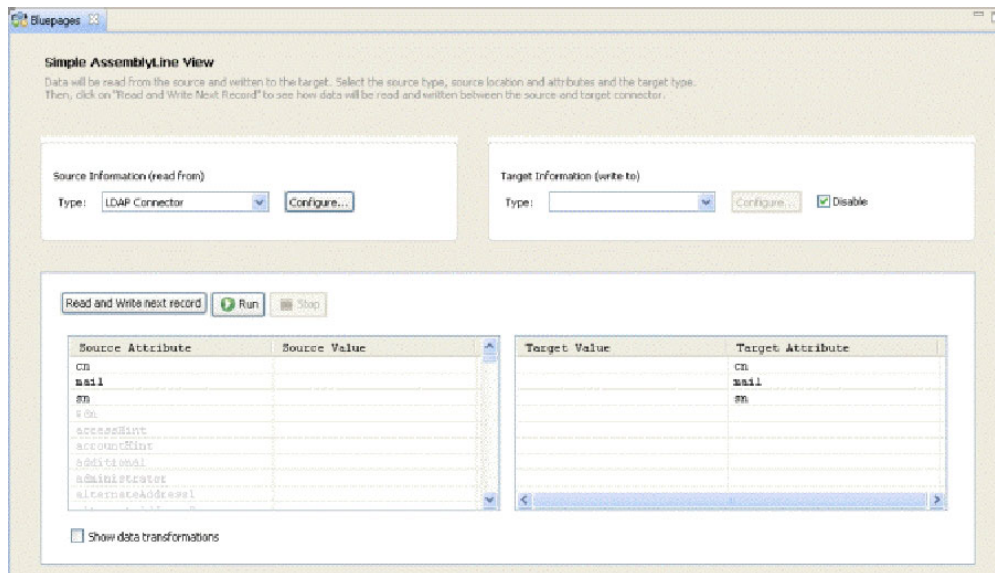 Bluepages
Simple AssemblyLine View
Data will be read from the source and written to the target. Select the source type, source location and attributes and the target type.
Then, click on "Read and Write Next Record" to see how data will be read and written between the source and target connector.
Source Information (read from)
Type: LDAP Connector Configure...
Target Information (write to)
Type: Configure... Disable
Read and Write next record Run Stop
Source Attribute Source Value
cn
mail
sn
$dn
accessHint
accountHint
additional
administrator
alternateAddress1
Target Value Target Attribute
cn
mail
sn
Show data transformations